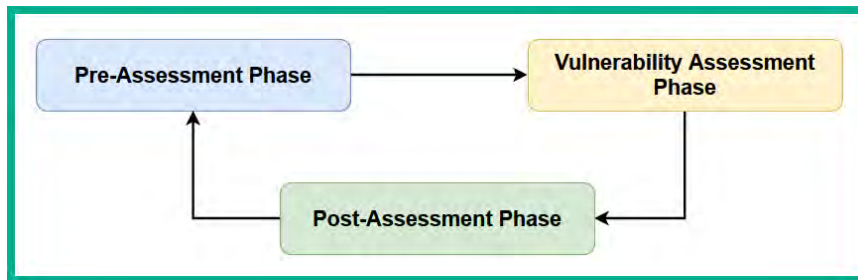 Pre-Assessment Phase
Vulnerability Assessment
Phase
Post-Assessment Phase